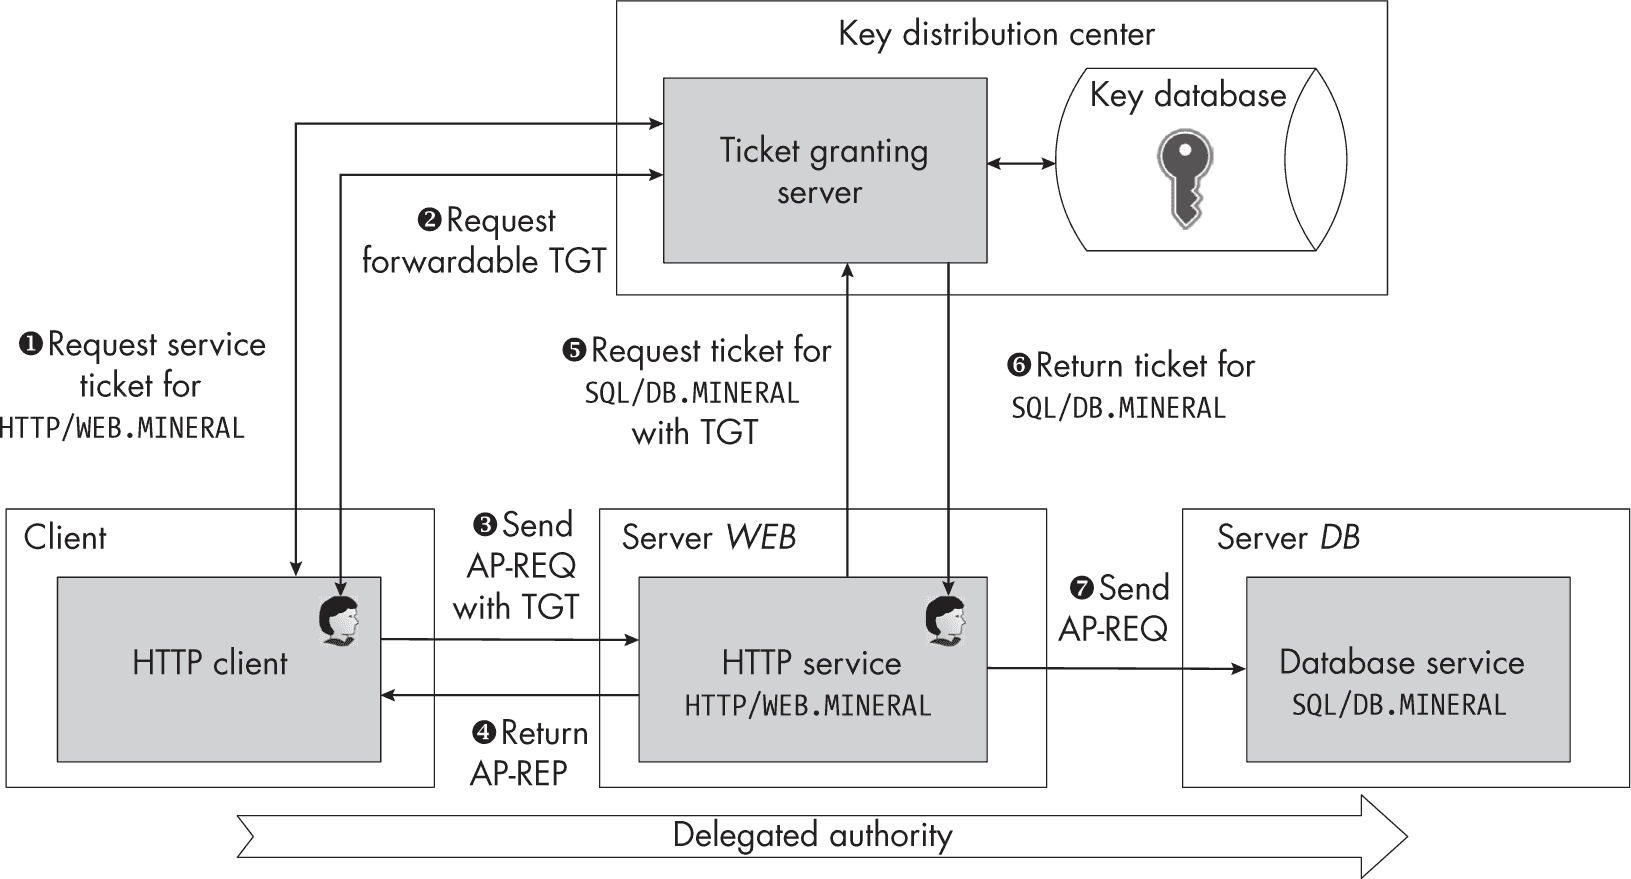 Key distribution center
Key database
Ticket granting
server
❷ Request
forwardable TGT
❶ Request service
ticket for
HTTP/WEB.MINERAL
❺ Request ticket for
SQL/DB.MINERAL
with TGT
❻ Return ticket for
SQL/DB.MINERAL
Client
❸ Send
AP-REQ
with TGT
Server WEB
Server DB
❼ Send
AP-REQ
HTTP client
HTTP service
HTTP/WEB.MINERAL
Database service
SQL/DB.MINERAL
❹ Return
AP-REP
Delegated authority